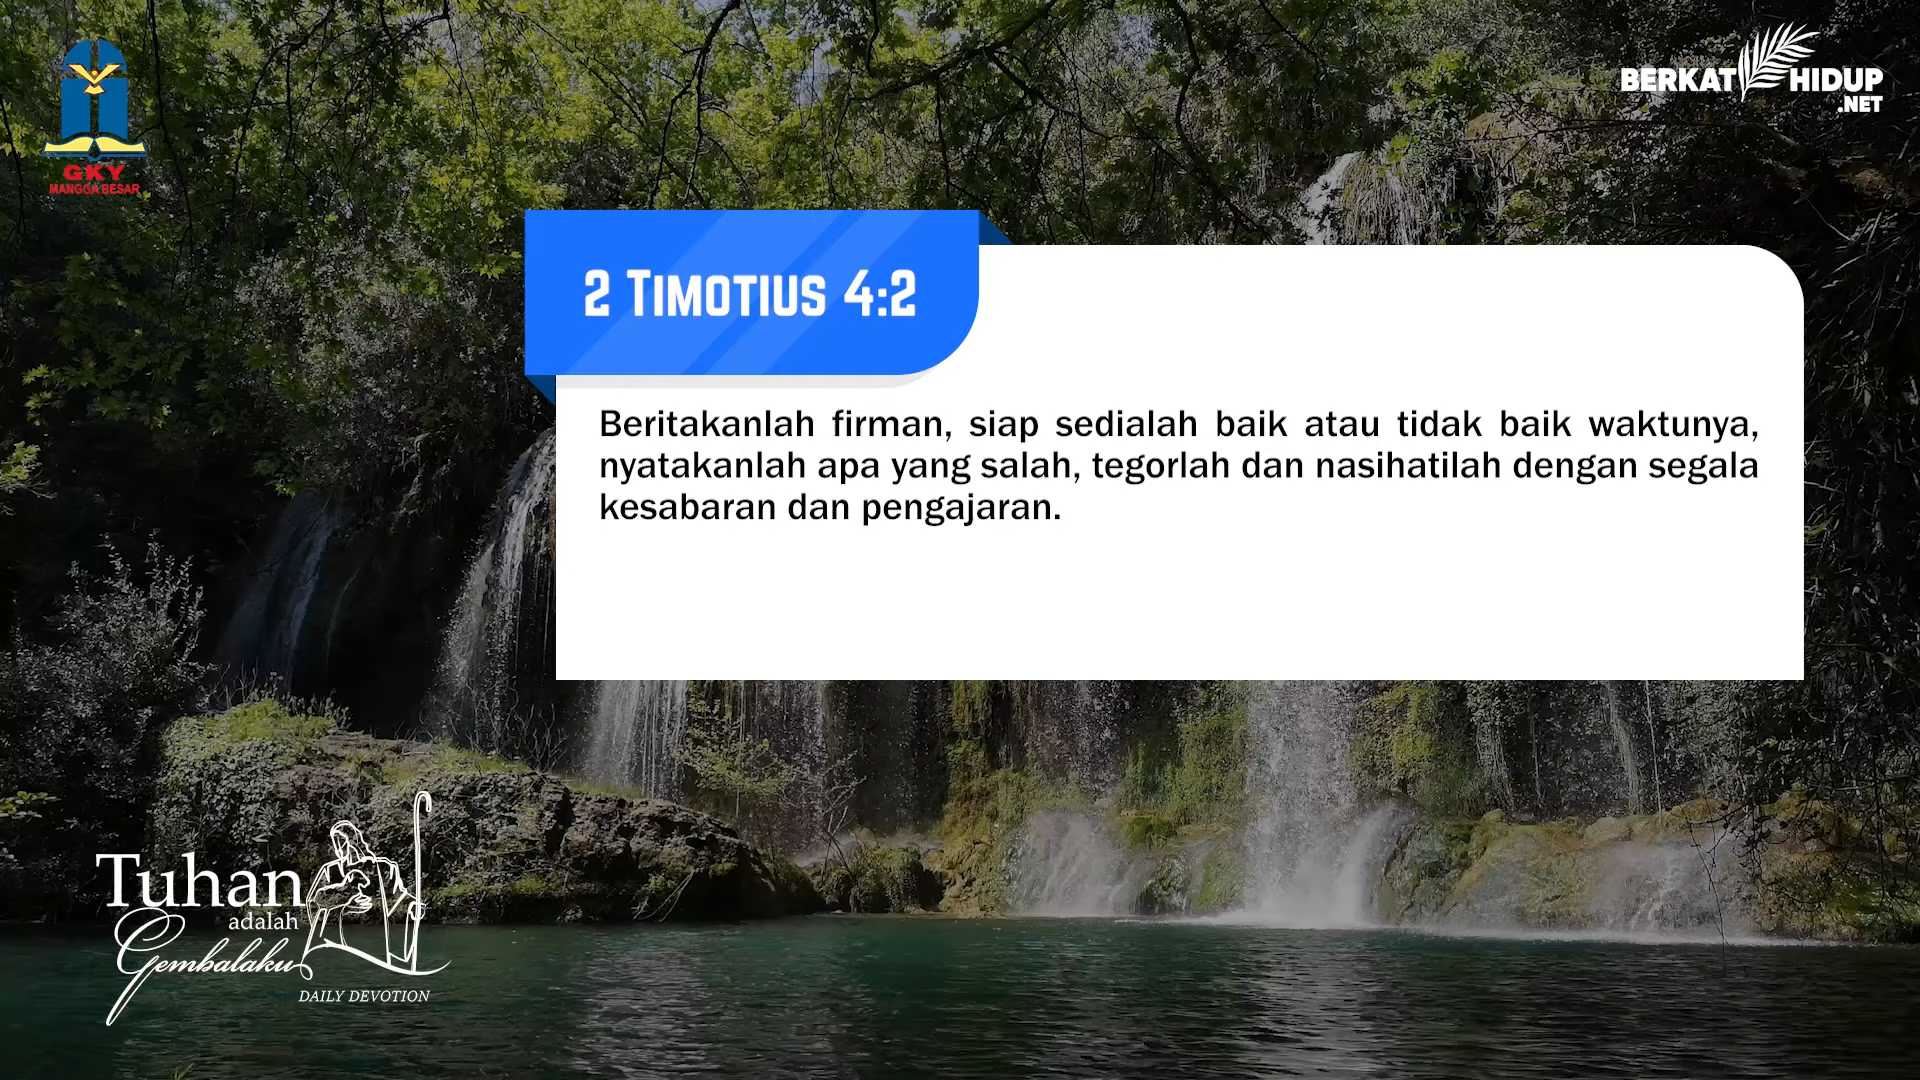 GKY
MANGGA BESAR
BERKAT HIDUP
.NET
2 TIMOTIUS 4:2
Beritakanlah firman, siap sedialah baik atau tidak baik waktunya,
nyatakanlah apa yang salah, tegorlah dan nasihatilah dengan segala
kesabaran dan pengajaran.
Tuhan
adalah
Gembalaku
DAILY DEVOTION